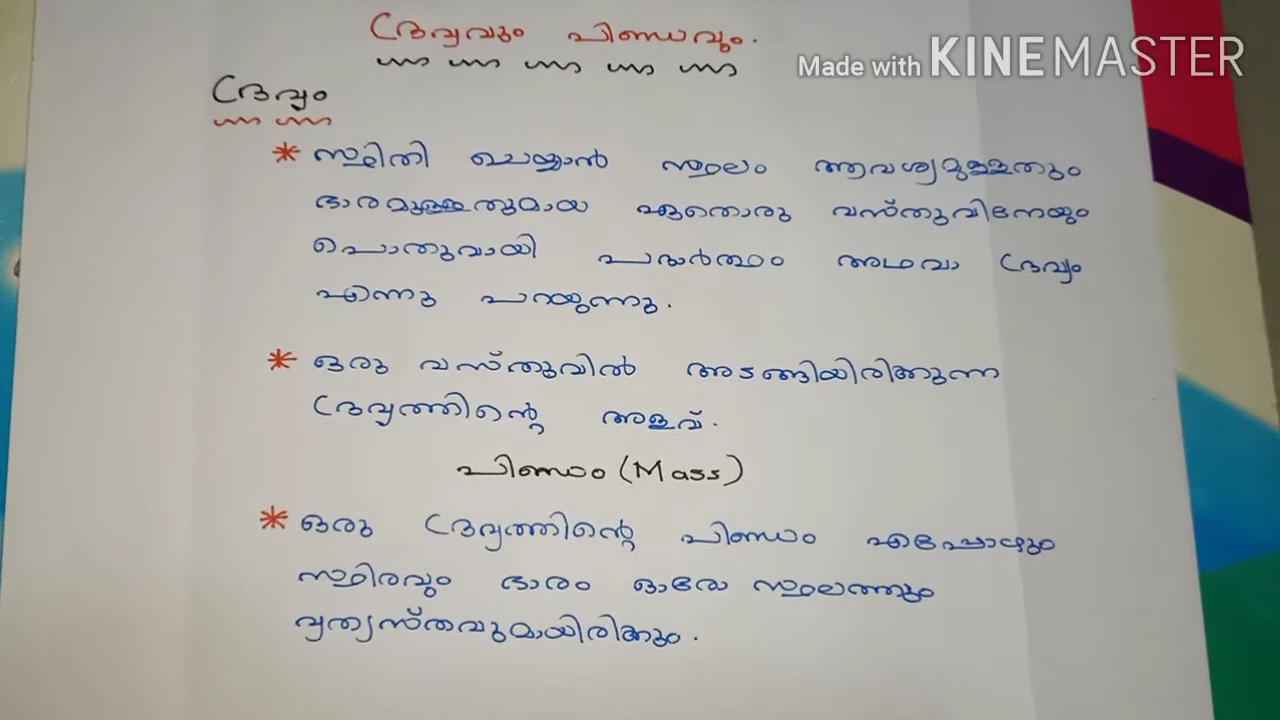 ദ്രവ്യവും പിണ്ഡവും.
Made with KINEMASTER
ദ്രവ്യം
* സ്ഥിതി ചെയ്യാൻ സ്ഥലം ആവശ്യമുള്ളതും
ഭാരമുള്ളതുമായ ഏതൊരു വസ്തുവിനേയും
പൊതുവായി പദാർത്ഥം അഥവാ ദ്രവ്യം
എന്നു പറയുന്നു.
* ഒരു വസ്തുവിൽ അടങ്ങിയിരിക്കുന്ന
ദ്രവ്യത്തിന്റെ അളവ്.
പിണ്ഡം (Mass)
* ഒരു ദ്രവ്യത്തിന്റെ പിണ്ഡം എപ്പോഴും
സ്ഥിരവും ഭാരം ഓരോ സ്ഥലത്തും
വ്യത്യസ്തവുമായിരിക്കും.